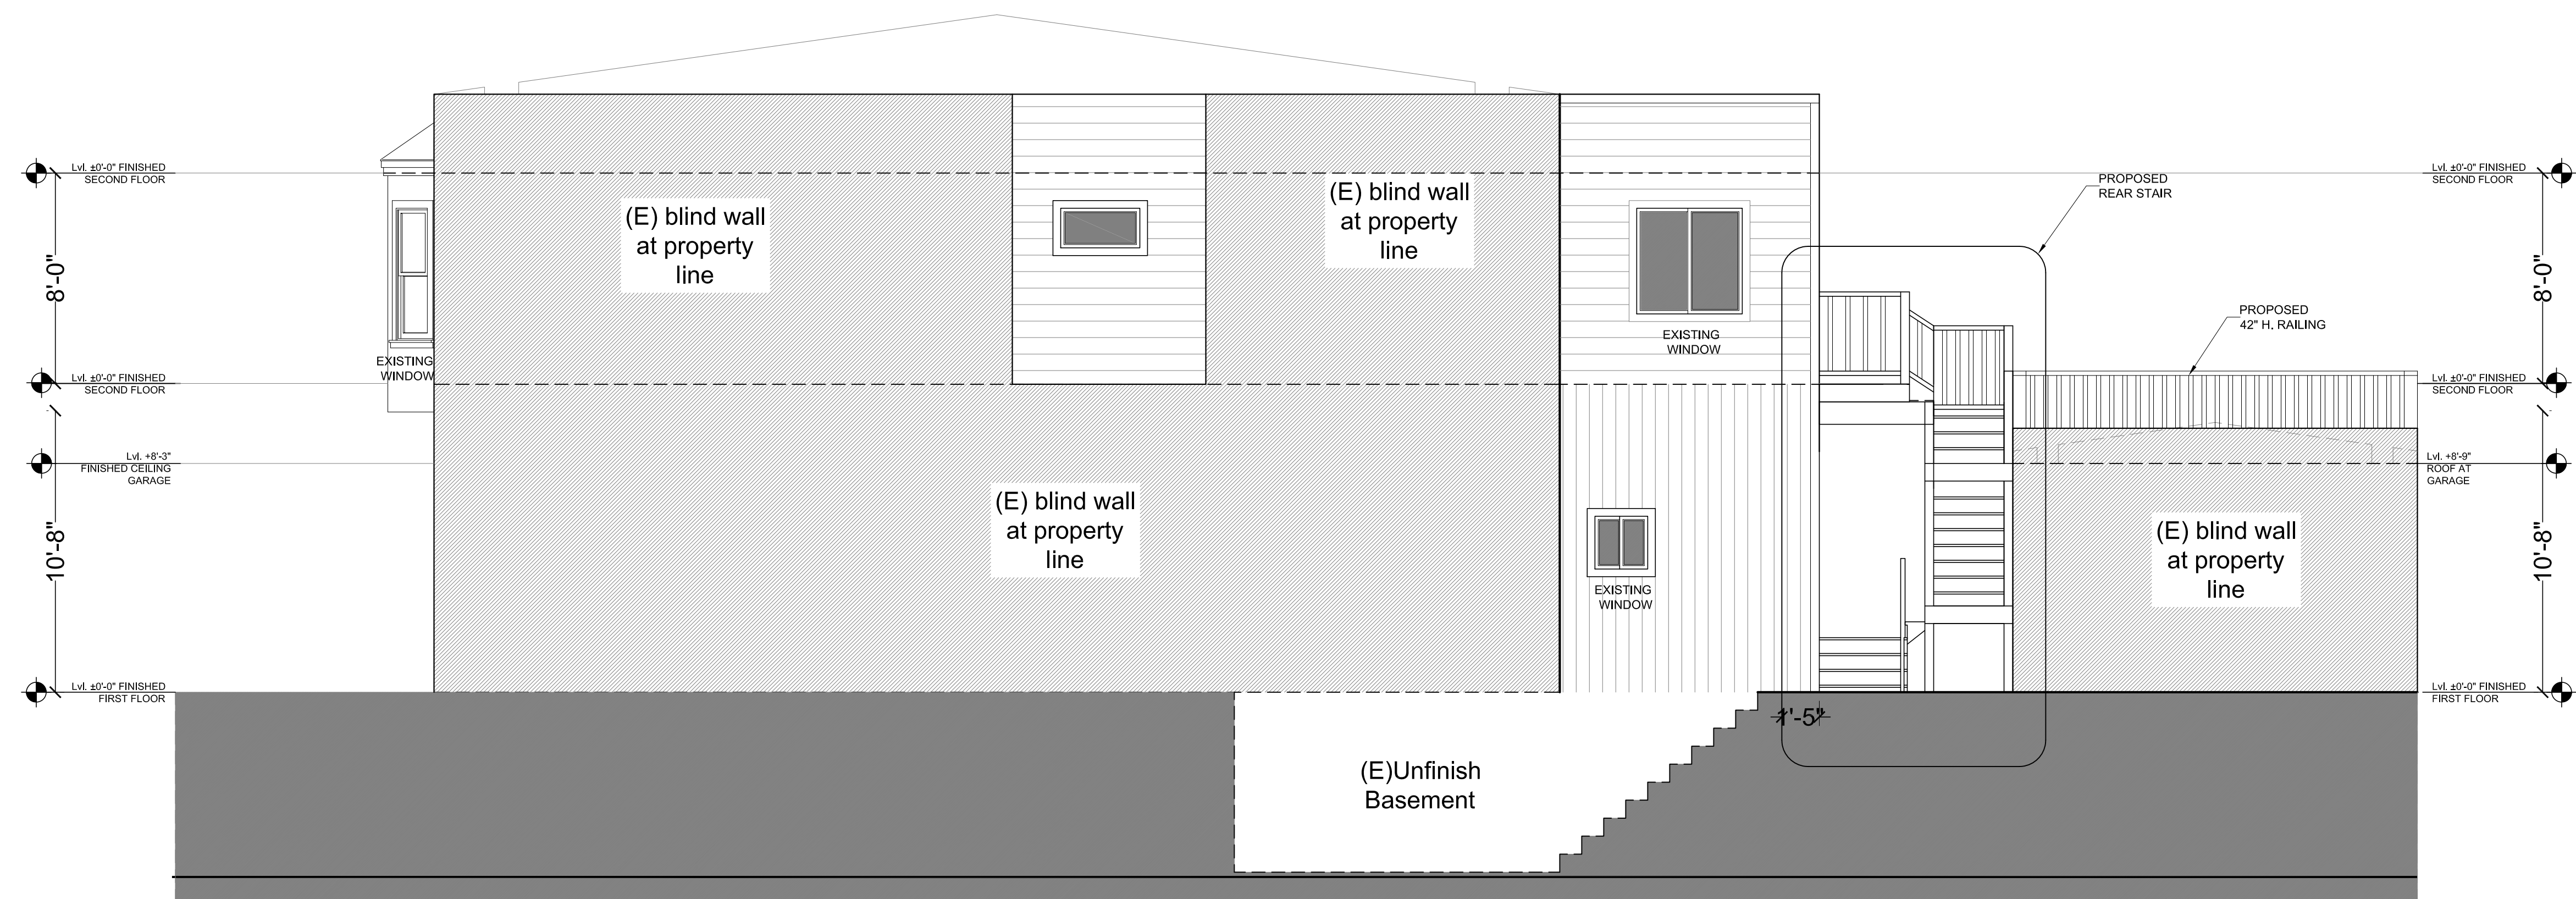 Lvl. ±0'-0" FINISHED
SECOND FLOOR
8'-0"
Lvl. ±0'-0" FINISHED
SECOND FLOOR
Lvl. +8'-3"
FINISHED CEILING
GARAGE
10'-8"
Lvl. ±0'-0" FINISHED
FIRST FLOOR
EXISTING
WINDOW
(E) blind wall
at property
line
(E) blind wall
at property
line
(E) blind wall
at property
line
EXISTING
WINDOW
EXISTING
WINDOW
(E)Unfinish
Basement
1'-5"
PROPOSED
REAR STAIR
PROPOSED
42" H. RAILING
(E) blind wall
at property
line
Lvl. ±0'-0" FINISHED
SECOND FLOOR
8'-0"
Lvl. ±0'-0" FINISHED
SECOND FLOOR
Lvl. +8'-9"
ROOF AT
GARAGE
10'-8"
Lvl. ±0'-0" FINISHED
FIRST FLOOR